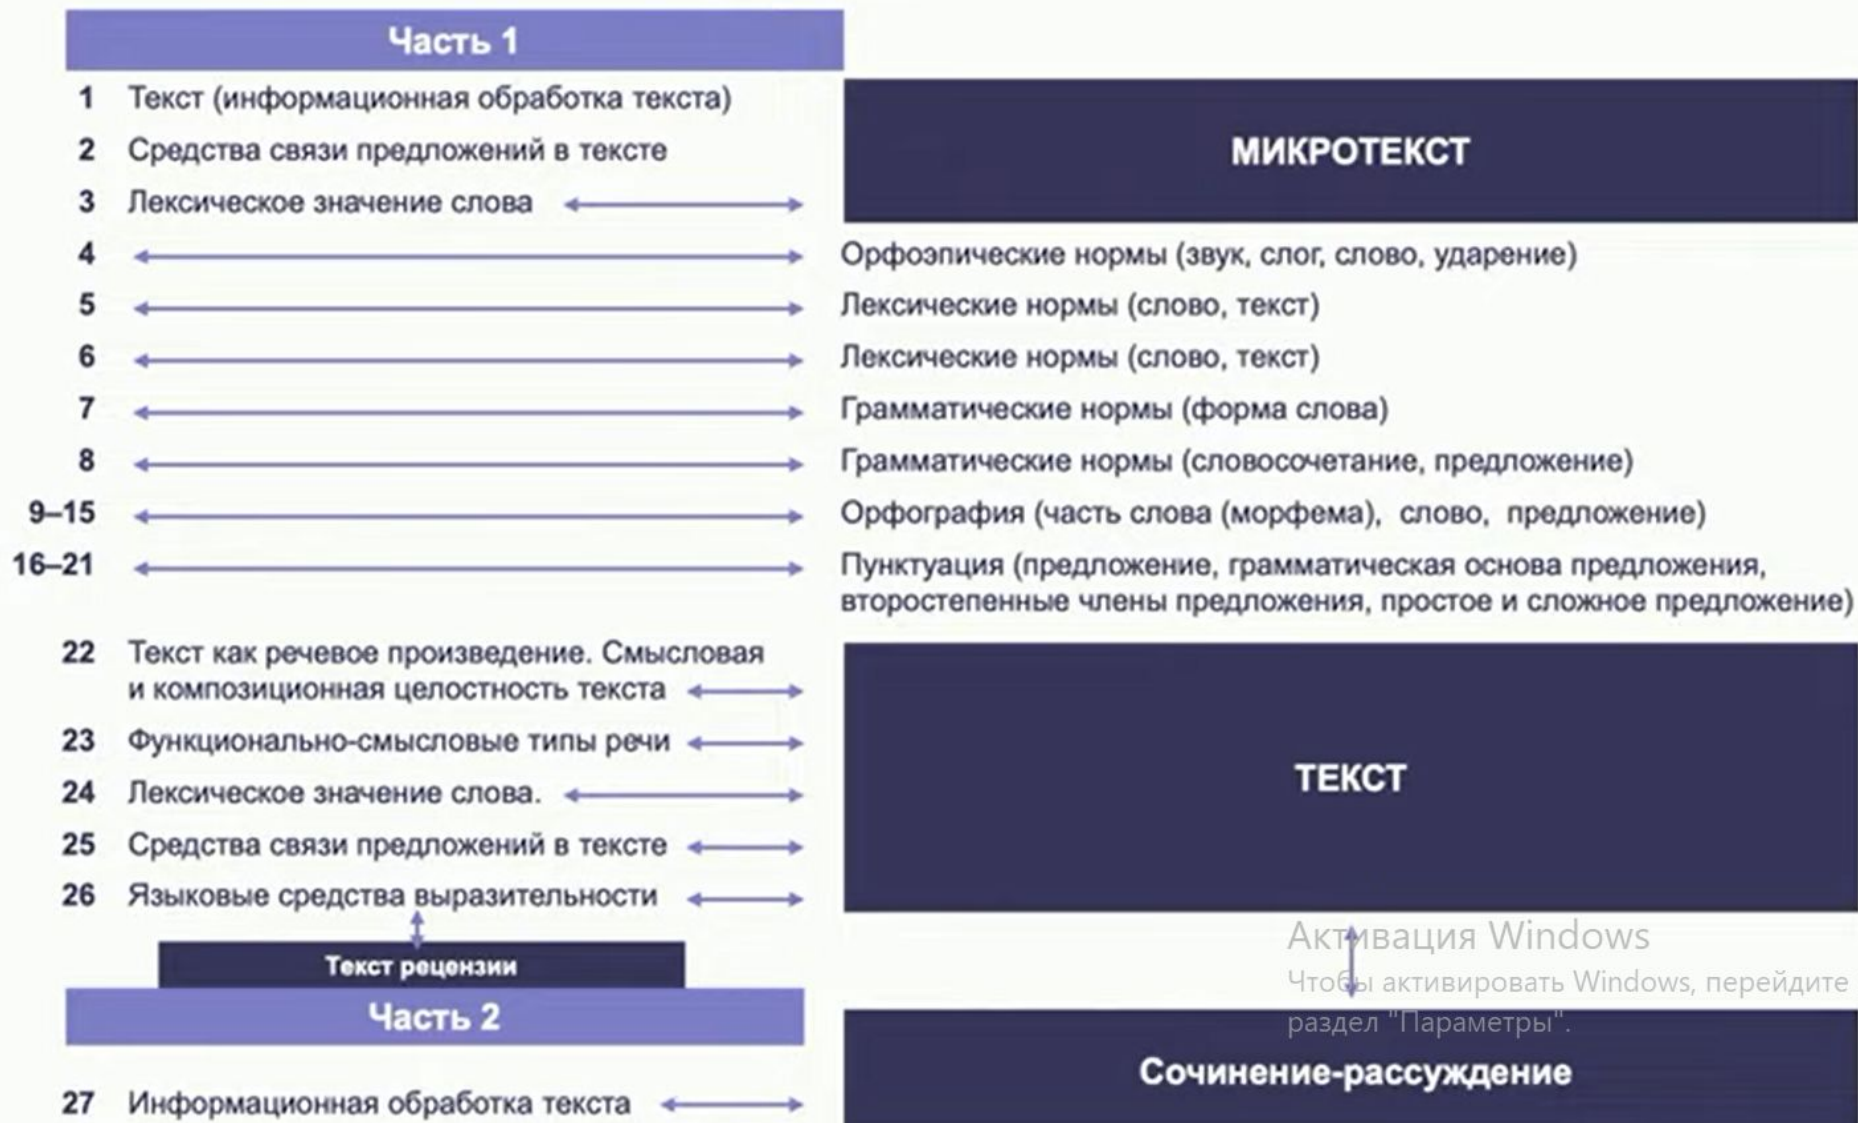 Часть 1
1 Текст (информационная обработка текста)
2 Средства связи предложений в тексте
3 Лексическое значение слова
МИКРОТЕКСТ
4 Орфоэпические нормы (звук, слог, слово, ударение)
5 Лексические нормы (слово, текст)
6 Лексические нормы (слово, текст)
7 Грамматические нормы (форма слова)
8 Грамматические нормы (словосочетание, предложение)
9–15 Орфография (часть слова (морфема), слово, предложение)
16–21 Пунктуация (предложение, грамматическая основа предложения,
второстепенные члены предложения, простое и сложное предложение)
22 Текст как речевое произведение. Смысловая
и композиционная целостность текста
23 Функционально-смысловые типы речи
24 Лексическое значение слова.
25 Средства связи предложений в тексте
26 Языковые средства выразительности
ТЕКСТ
Текст рецензии
Активация Windows
Чтобы активировать Windows, перейдите
раздел "Параметры".
Часть 2
27 Информационная обработка текста
Сочинение-рассуждение